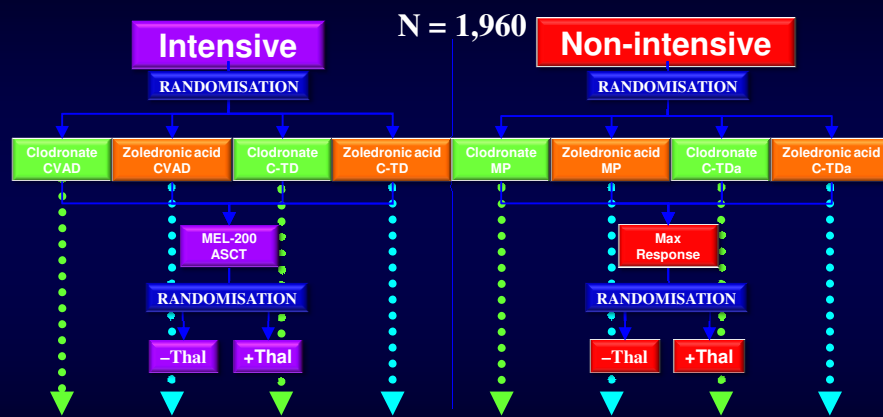 N = 1,960
Intensive
Non-intensive
RANDOMISATION
RANDOMISATION
Clodronate
CVAD
Zoledronic acid
CVAD
Clodronate
C-TD
Zoledronic acid
C-TD
Clodronate
MP
Zoledronic acid
MP
Clodronate
C-TDa
Zoledronic acid
C-TDa
MEL-200
ASCT
Max
Response
RANDOMISATION
RANDOMISATION
–Thal
+Thal
–Thal
+Thal